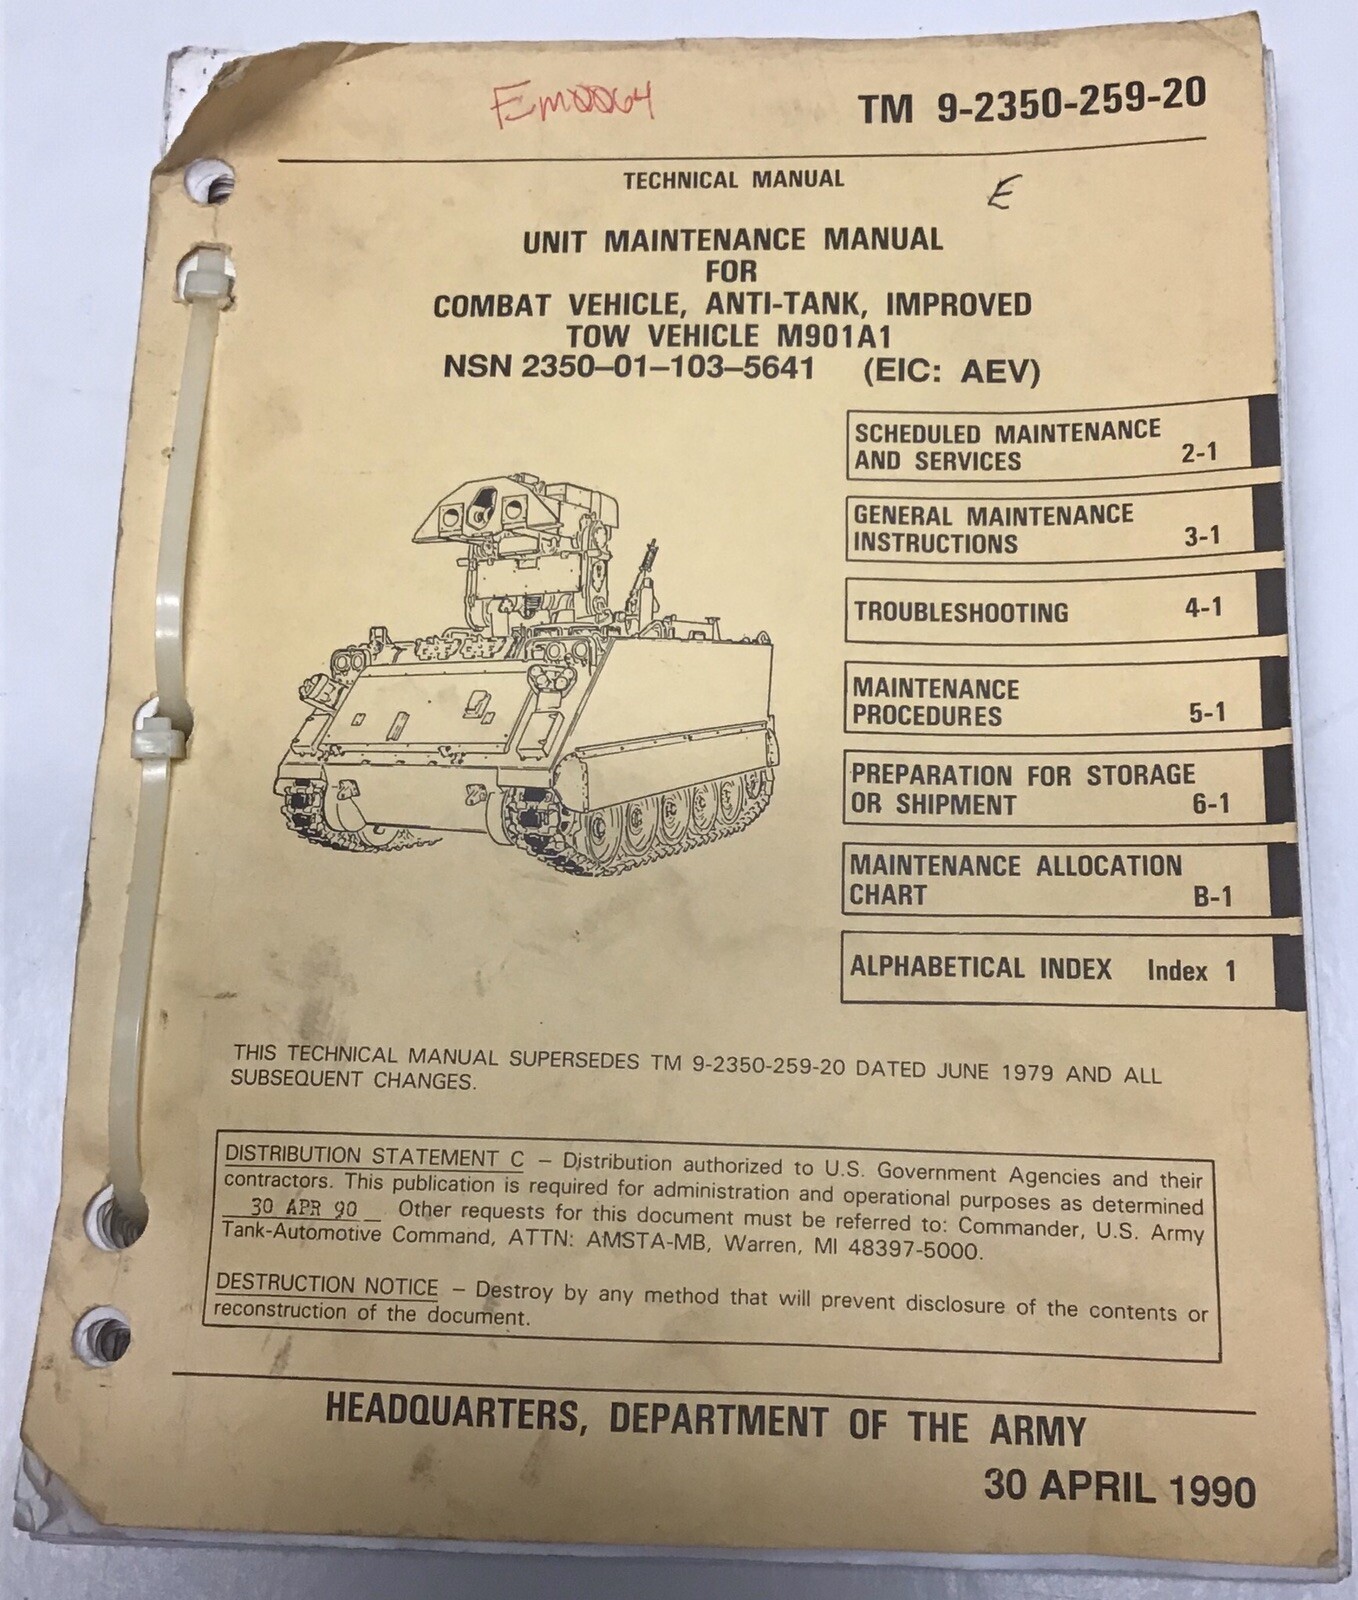 EM0064
TM 9-2350-259-20
TECHNICAL MANUAL
E
UNIT MAINTENANCE MANUAL
FOR
COMBAT VEHICLE, ANTI-TANK, IMPROVED
TOW VEHICLE M901A1
NSN 2350–01–103–5641 (EIC: AEV)
SCHEDULED MAINTENANCE
AND SERVICES 2-1
GENERAL MAINTENANCE
INSTRUCTIONS 3-1
TROUBLESHOOTING 4-1
MAINTENANCE
PROCEDURES 5-1
PREPARATION FOR STORAGE
OR SHIPMENT 6-1
MAINTENANCE ALLOCATION
CHART B-1
ALPHABETICAL INDEX Index 1
THIS TECHNICAL MANUAL SUPERSEDES TM 9-2350-259-20 DATED JUNE 1979 AND ALL
SUBSEQUENT CHANGES.
DISTRIBUTION STATEMENT C – Distribution authorized to U.S. Government Agencies and their
contractors. This publication is required for administration and operational purposes as determined
30 APR 90 . Other requests for this document must be referred to: Commander, U.S. Army
Tank-Automotive Command, ATTN: AMSTA-MB, Warren, MI 48397-5000.
DESTRUCTION NOTICE – Destroy by any method that will prevent disclosure of the contents or
reconstruction of the document.
HEADQUARTERS, DEPARTMENT OF THE ARMY
30 APRIL 1990